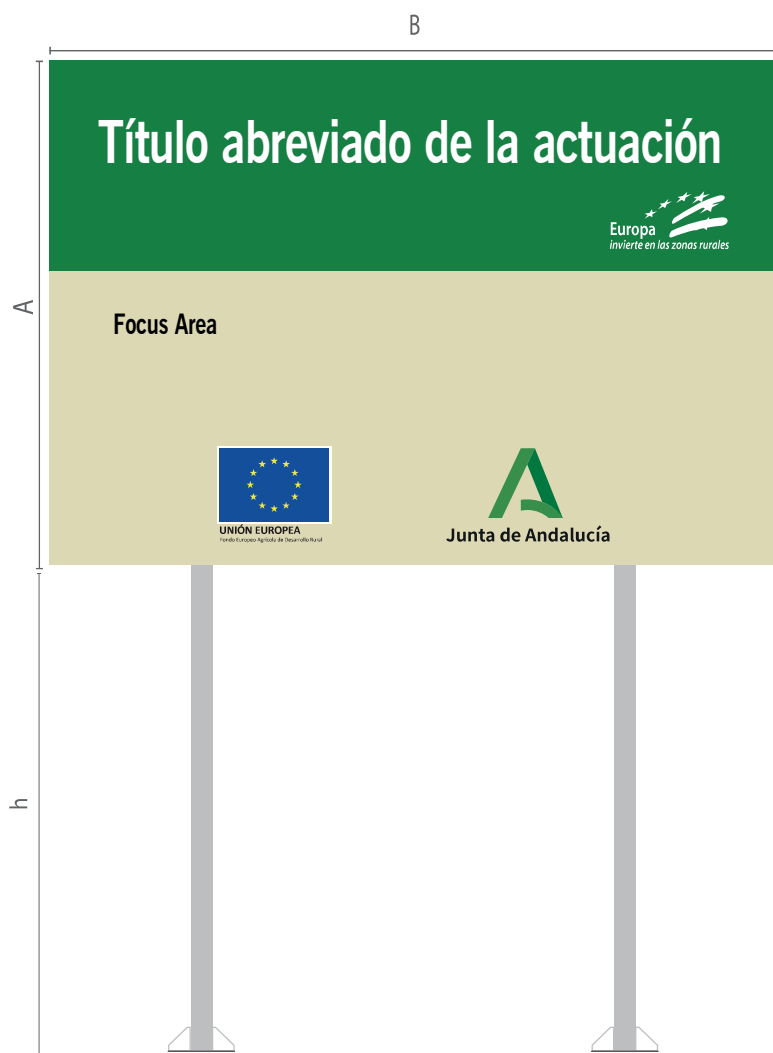 B
Título abreviado de la actuación
Europa
invierte en las zonas rurales
A
Focus Area
UNIÓN EUROPEA
Fondo Europeo Agrícola de Desarrollo Rural
Junta de Andalucía
h